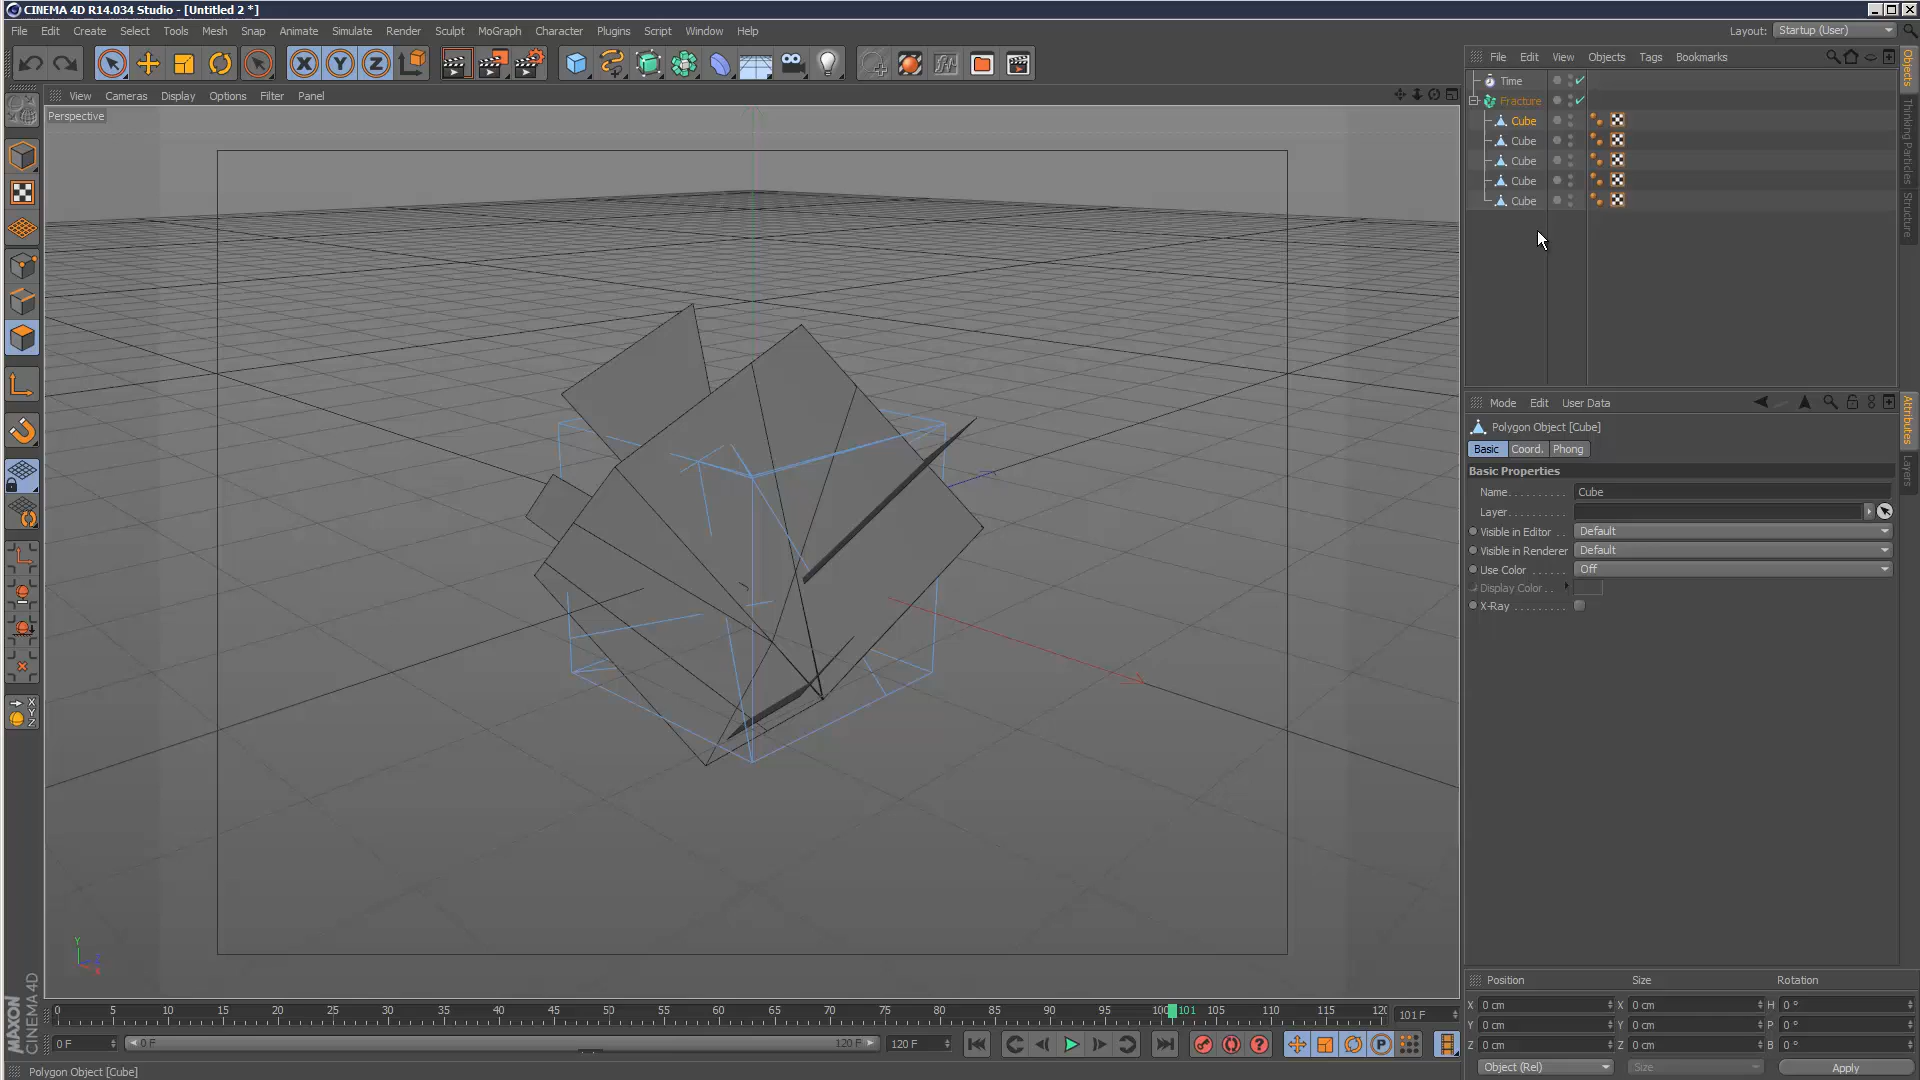 CINEMA 4D R14.034 Studio - [Untitled 2 *]
File Edit Create Select Tools Mesh Snap Animate Simulate Render Sculpt MoGraph Character Plugins Script Window Help
Layout: Startup (User)
File Edit View Objects Tags Bookmarks
View Cameras Display Options Filter Panel
Perspective
Time
Fracture
Cube
Cube
Cube
Cube
Cube
Objects
Thinking Particles
Structure
Mode Edit User Data
Polygon Object [Cube]
Basic Coord. Phong
Basic Properties
Name . . . . . . . . . . Cube
Layer . . . . . . . . . .
Visible in Editor . . Default
Visible in Renderer Default
Use Color . . . . . . Off
Display Color . .
X-Ray . . . . . . . . .
Attributes
Layers
Y
MAXON
CINEMA 4D
0 5 10 15 20 25 30 35 40 45 50 55 60 65 70 75 80 85 90 95 100 101 105 110 115 120
101 F
0 F 0 F 120 F 120 F
Position Size Rotation
X 0 cm X 0 cm H 0 °
Y 0 cm Y 0 cm P 0 °
Z 0 cm Z 0 cm B 0 °
Object (Rel) Size Apply
Polygon Object [Cube]